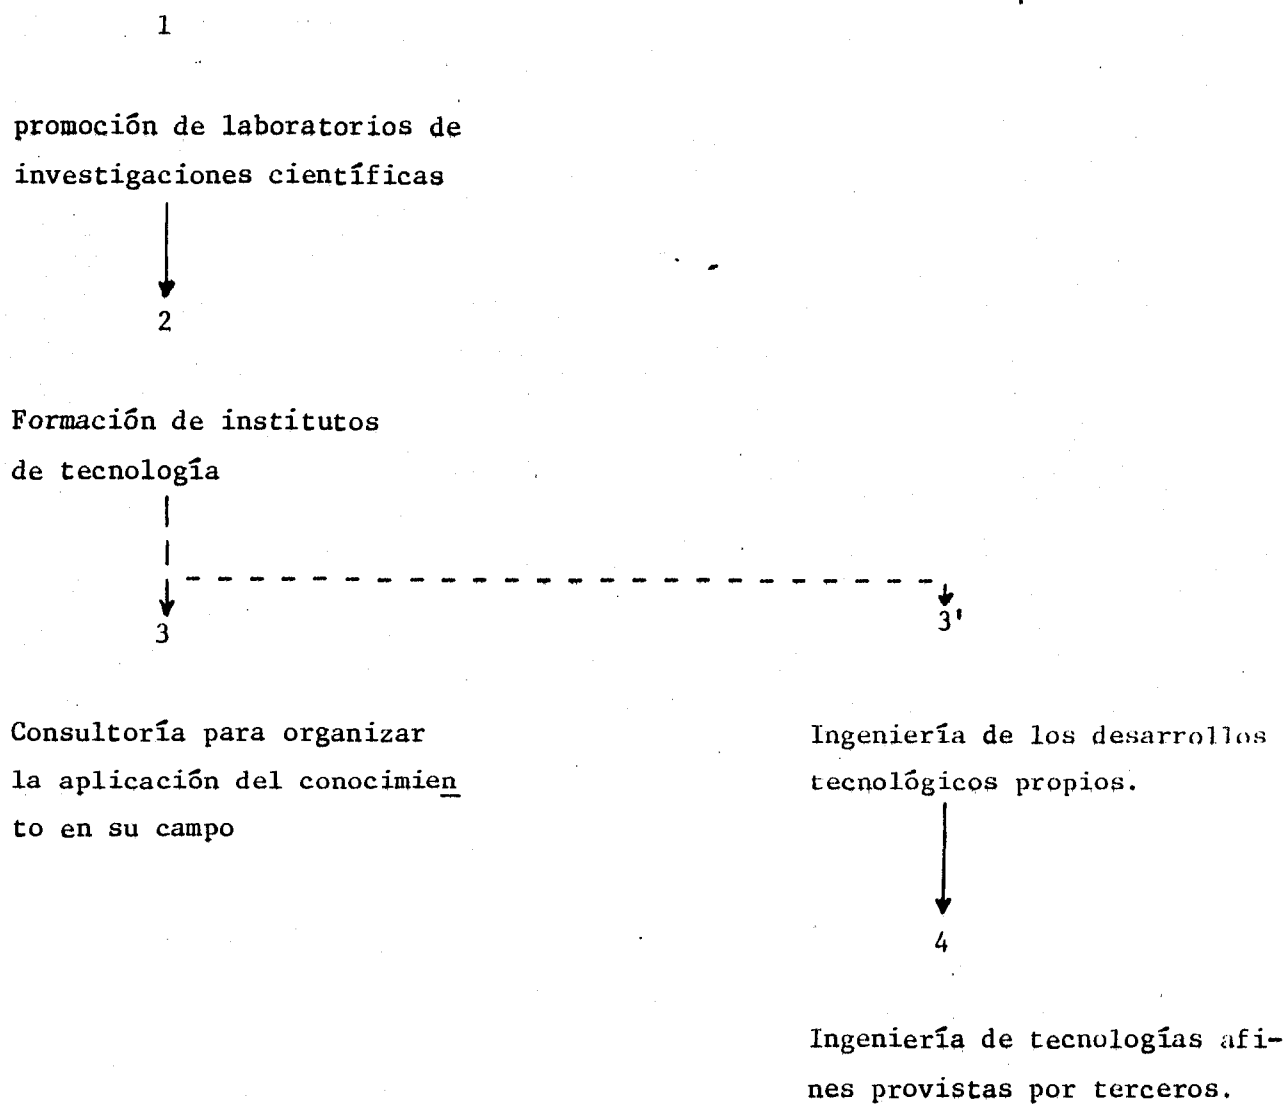 1
promoción de laboratorios de
investigaciones científicas
2
Formación de institutos
de tecnología
3
3'
Consultoría para organizar
la aplicación del conocimien
to en su campo
Ingeniería de los desarrollos
tecnológicos propios.
4
Ingeniería de tecnologías afi-
nes provistas por terceros.